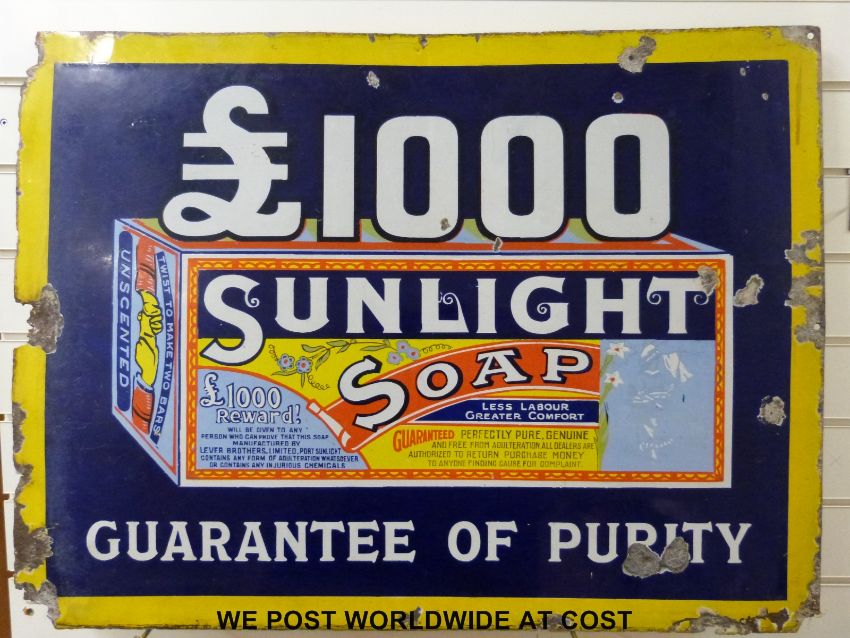 £1000
SUNLIGHT
SOAP
UNSCENTED
TWIST TO MAKE TWO BARS
£1000
Reward!
WILL BE GIVEN TO ANY
PERSON WHO CAN PROVE THAT THIS SOAP
MANUFACTURED BY
LEVER BROTHERS, LIMITED, PORT SUNLIGHT
CONTAINS ANY FORM OF ADULTERATION WHATSOEVER
OR CONTAINS ANY INJURIOUS CHEMICALS
LESS LABOUR
GREATER COMFORT
GUARANTEED PERFECTLY PURE, GENUINE
AND FREE FROM ADULTERATION, ALL DEALERS ARE
AUTHORIZED TO RETURN PURCHASE MONEY
TO ANYONE FINDING CAUSE FOR COMPLAINT.
GUARANTEE OF PURITY
WE POST WORLDWIDE AT COST